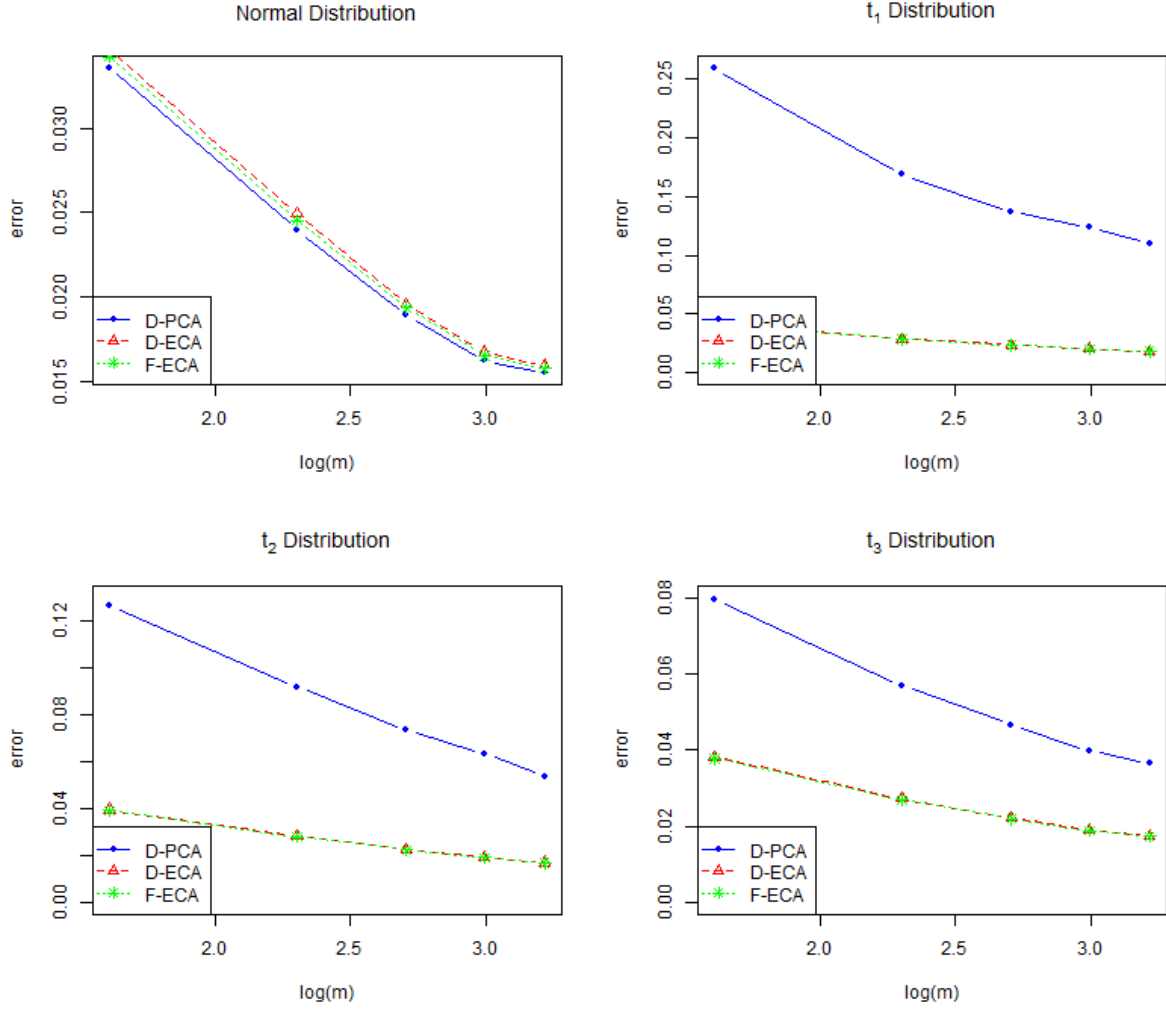 Normal Distribution
error
0.030
0.025
0.020
0.015
D-PCA
D-ECA
F-ECA
2.0 2.5 3.0
log(m)
t1 Distribution
error
0.25
0.20
0.15
0.10
0.05
0.00
D-PCA
D-ECA
F-ECA
2.0 2.5 3.0
log(m)
t2 Distribution
error
0.12
0.08
0.04
0.00
D-PCA
D-ECA
F-ECA
2.0 2.5 3.0
log(m)
t3 Distribution
error
0.08
0.06
0.04
0.02
0.00
D-PCA
D-ECA
F-ECA
2.0 2.5 3.0
log(m)